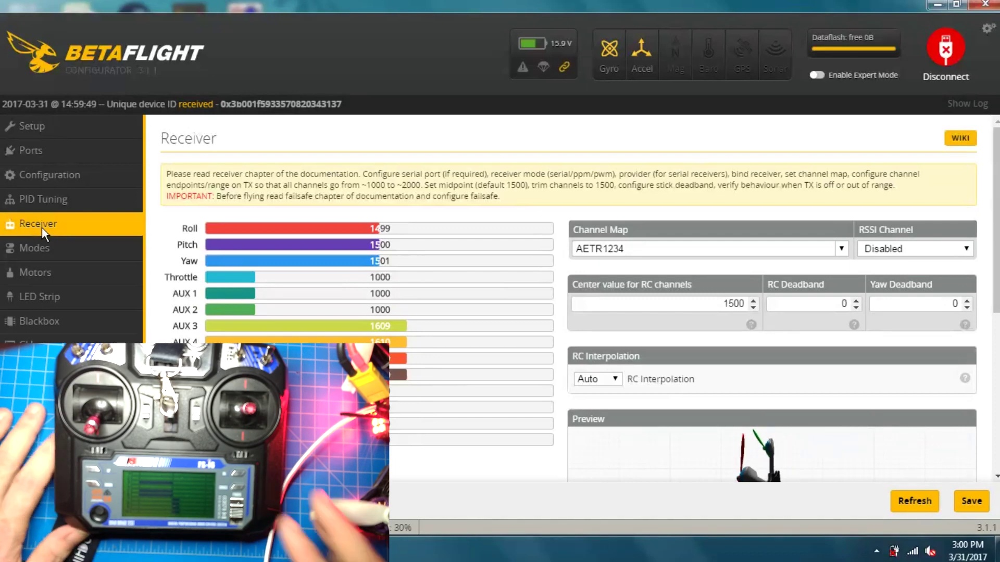 BETAFLIGHT
CONFIGURATOR 3.1.1
15.9 V
Gyro
Accel
Mag
Baro
GPS
Sonar
Dataflash: free 0B
Enable Expert Mode
Disconnect
2017-03-31 @ 14:59:49 -- Unique device ID received - 0x3b001f5933570820343137
Show Log
Setup
Ports
Configuration
PID Tuning
Receiver
Modes
Motors
LED Strip
Blackbox
Receiver
WIKI
Please read receiver chapter of the documentation. Configure serial port (if required), receiver mode (serial/ppm/pwm), provider (for serial receivers), bind receiver, set channel map, configure channel
endpoints/range on TX so that all channels go from ~1000 to ~2000. Set midpoint (default 1500), trim channels to 1500, configure stick deadband, verify behaviour when TX is off or out of range.
IMPORTANT: Before flying read failsafe chapter of documentation and configure failsafe.
Roll 1499
Pitch 1500
Yaw 1501
Throttle 1000
AUX 1 1000
AUX 2 1000
AUX 3 1609
AUX 4 1610
Channel Map
RSSI Channel
AETR1234
Disabled
Center value for RC channels
RC Deadband
Yaw Deadband
1500
0
0
RC Interpolation
Auto
RC Interpolation
Preview
Refresh
Save
: 30%
3.1.1
FS-i6
3:00 PM
3/31/2017